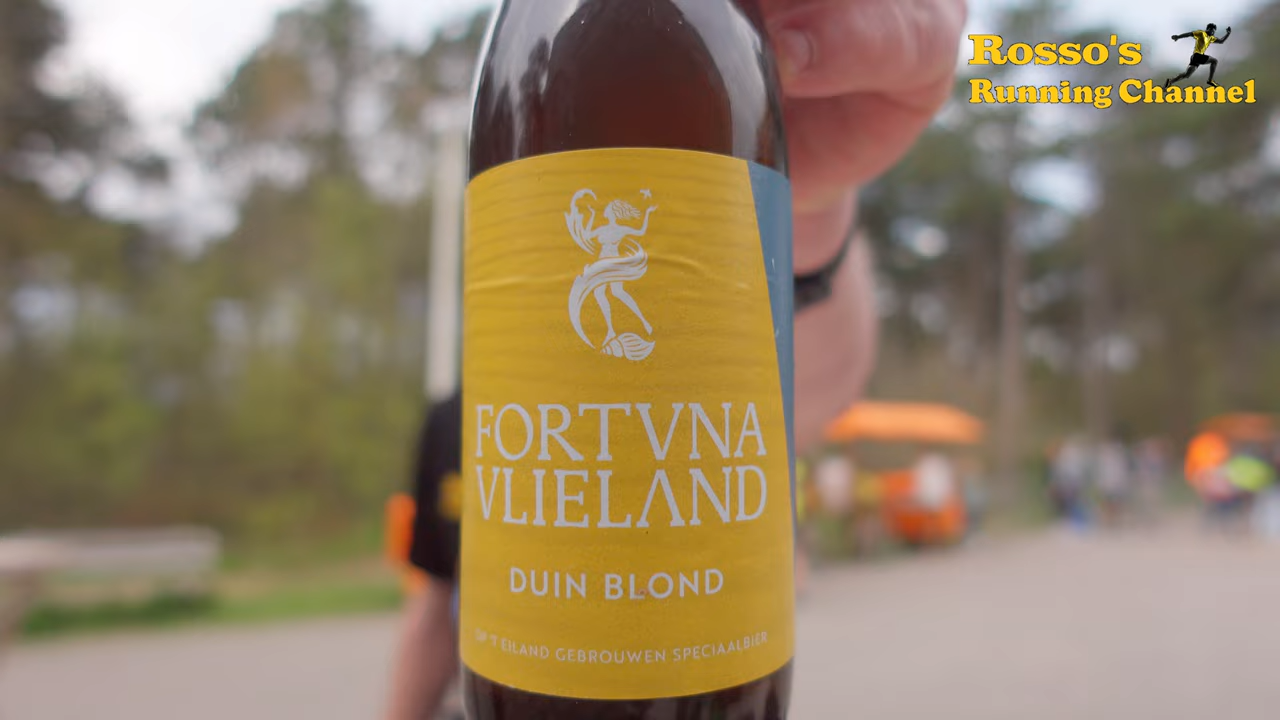 Rosso's
Running Channel
FORTVNA
VLIELAND
DUIN BLOND
OP 'T EILAND GEBROUWEN SPECIAALBIER